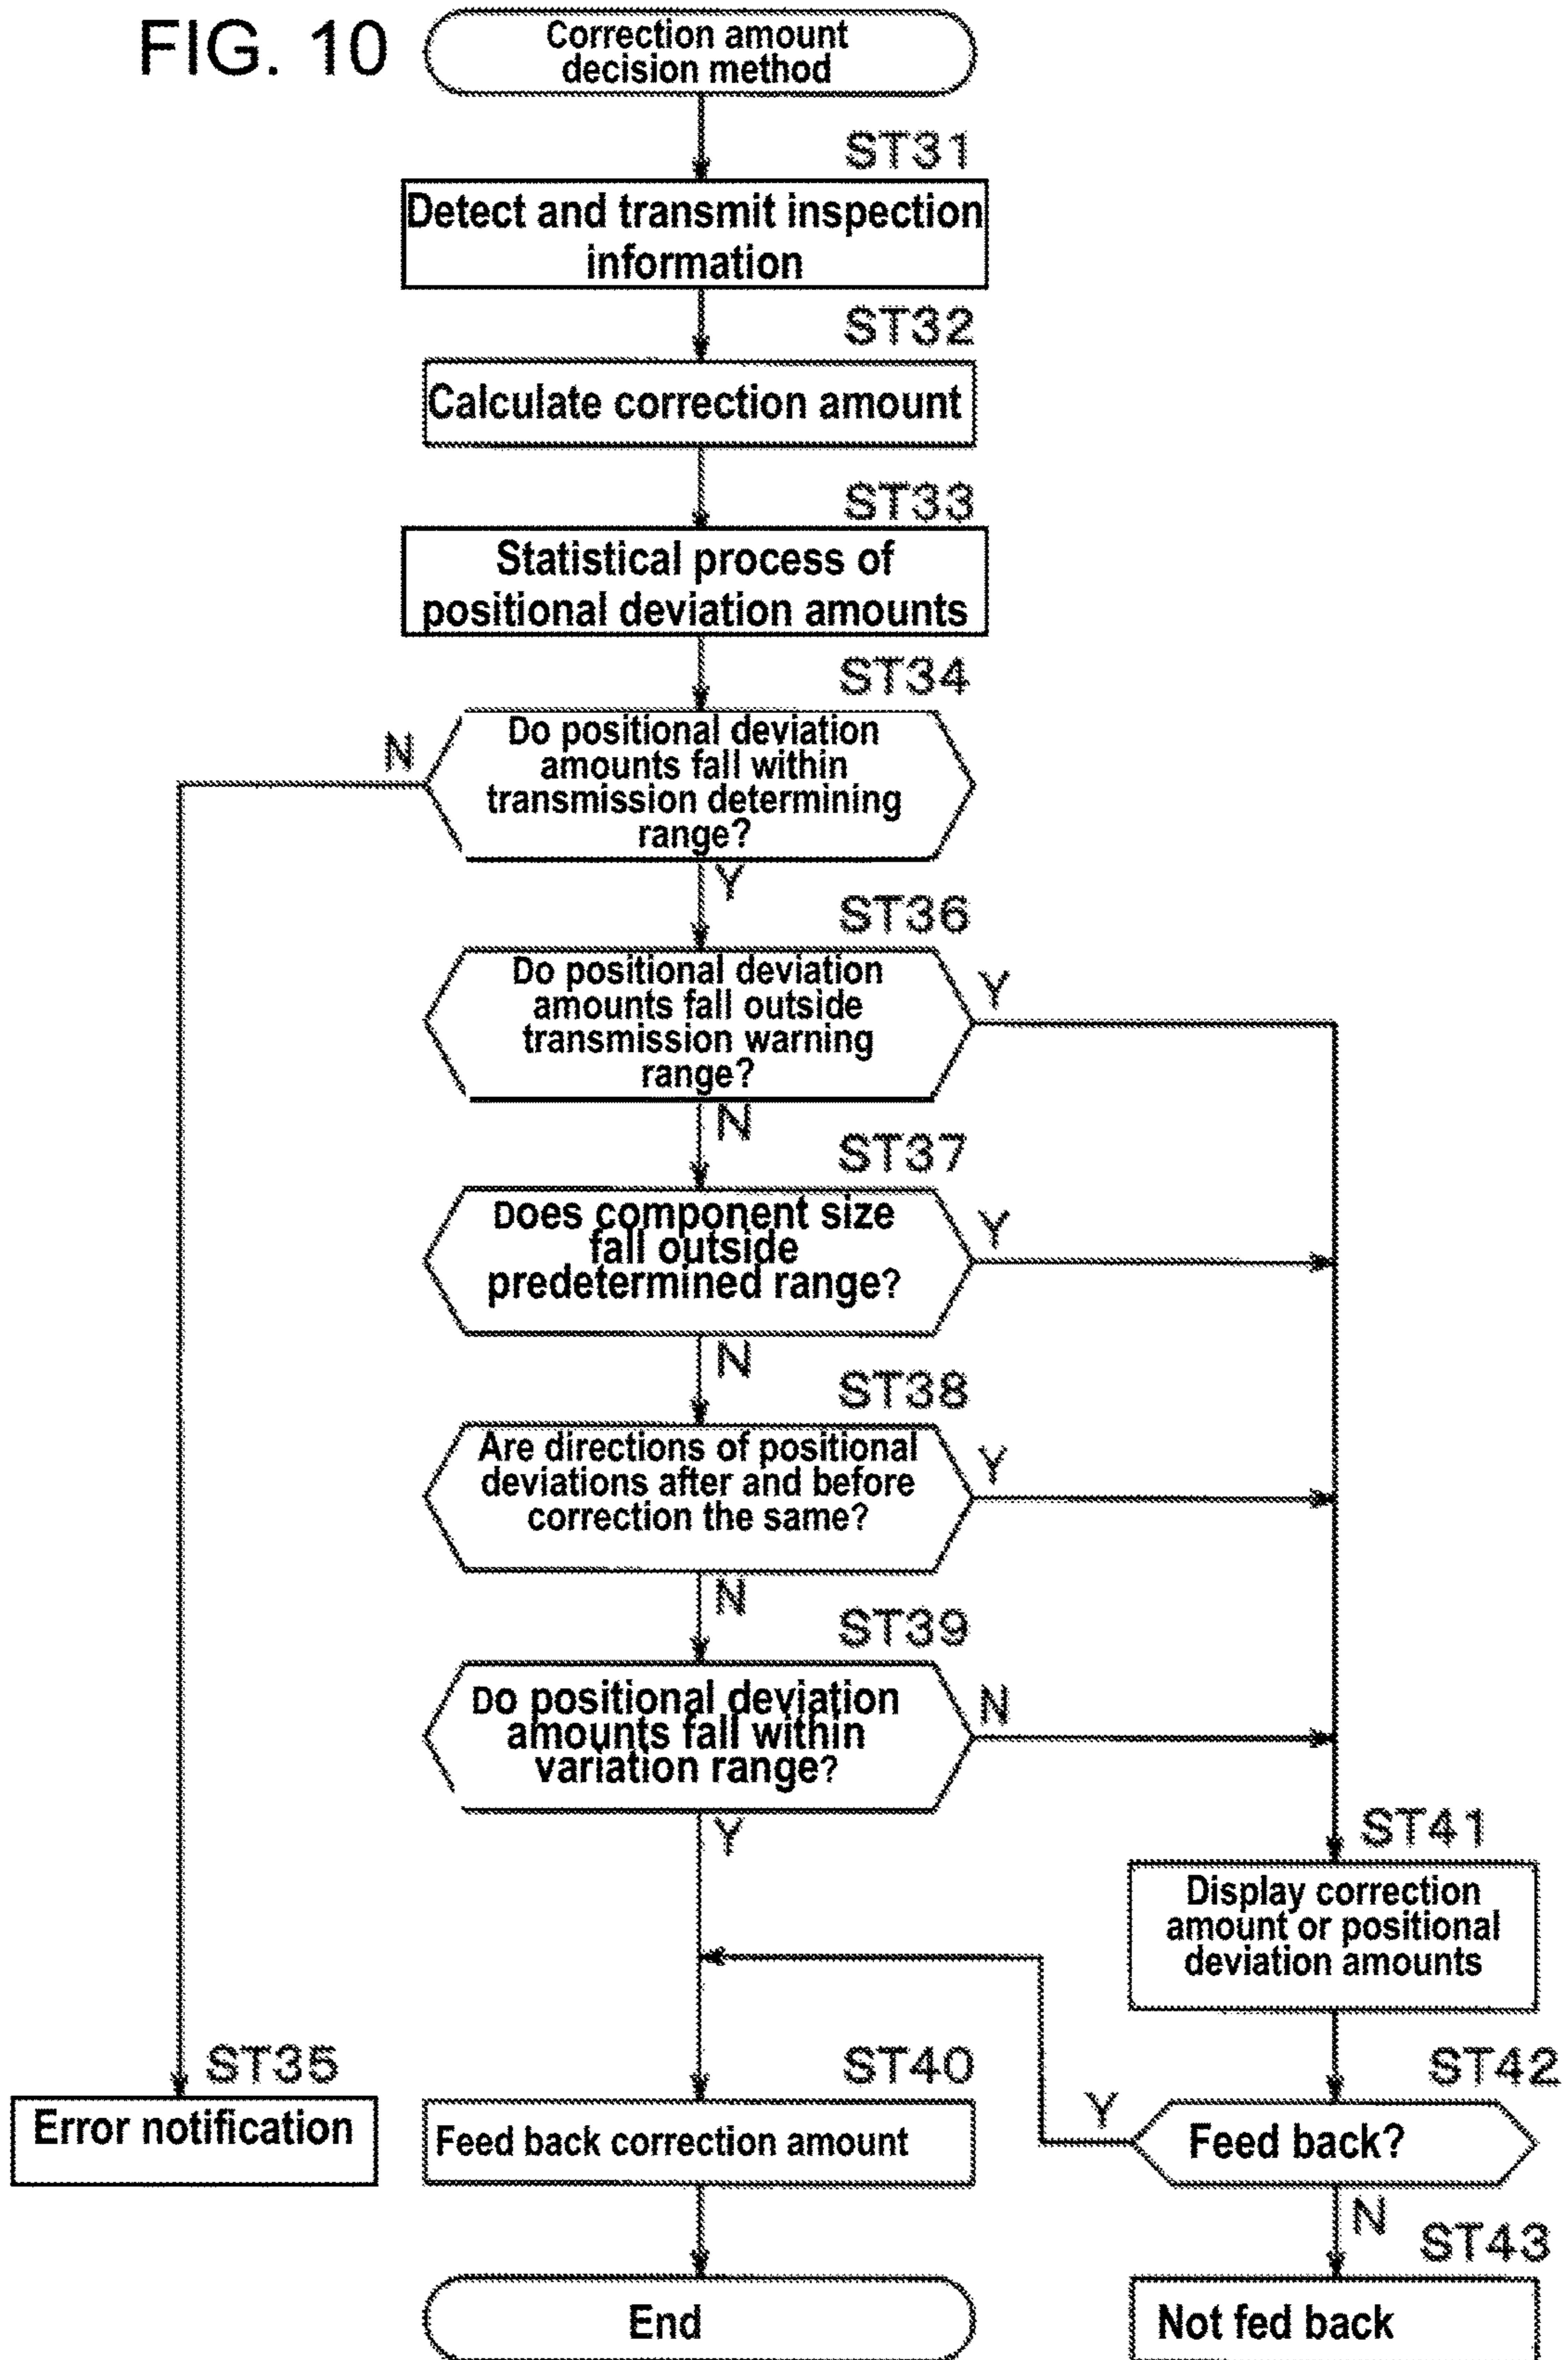 FIG. 10
Correction amount
decision method
ST31
Detect and transmit inspection
information
ST32
Calculate correction amount
ST33
Statistical process of
positional deviation amounts
ST34
Do positional deviation
amounts fall within
transmission determining
range?
N
Y
ST36
Do positional deviation
amounts fall outside
transmission warning
range?
Y
N
ST37
Does component size
fall outside
predetermined range?
Y
N
ST38
Are directions of positional
deviations after and before
correction the same?
Y
N
ST39
Do positional deviation
amounts fall within
variation range?
N
Y
ST41
Display correction
amount or positional
deviation amounts
ST35
Error notification
ST40
Feed back correction amount
ST42
Y
Feed back?
N
ST43
End
Not fed back